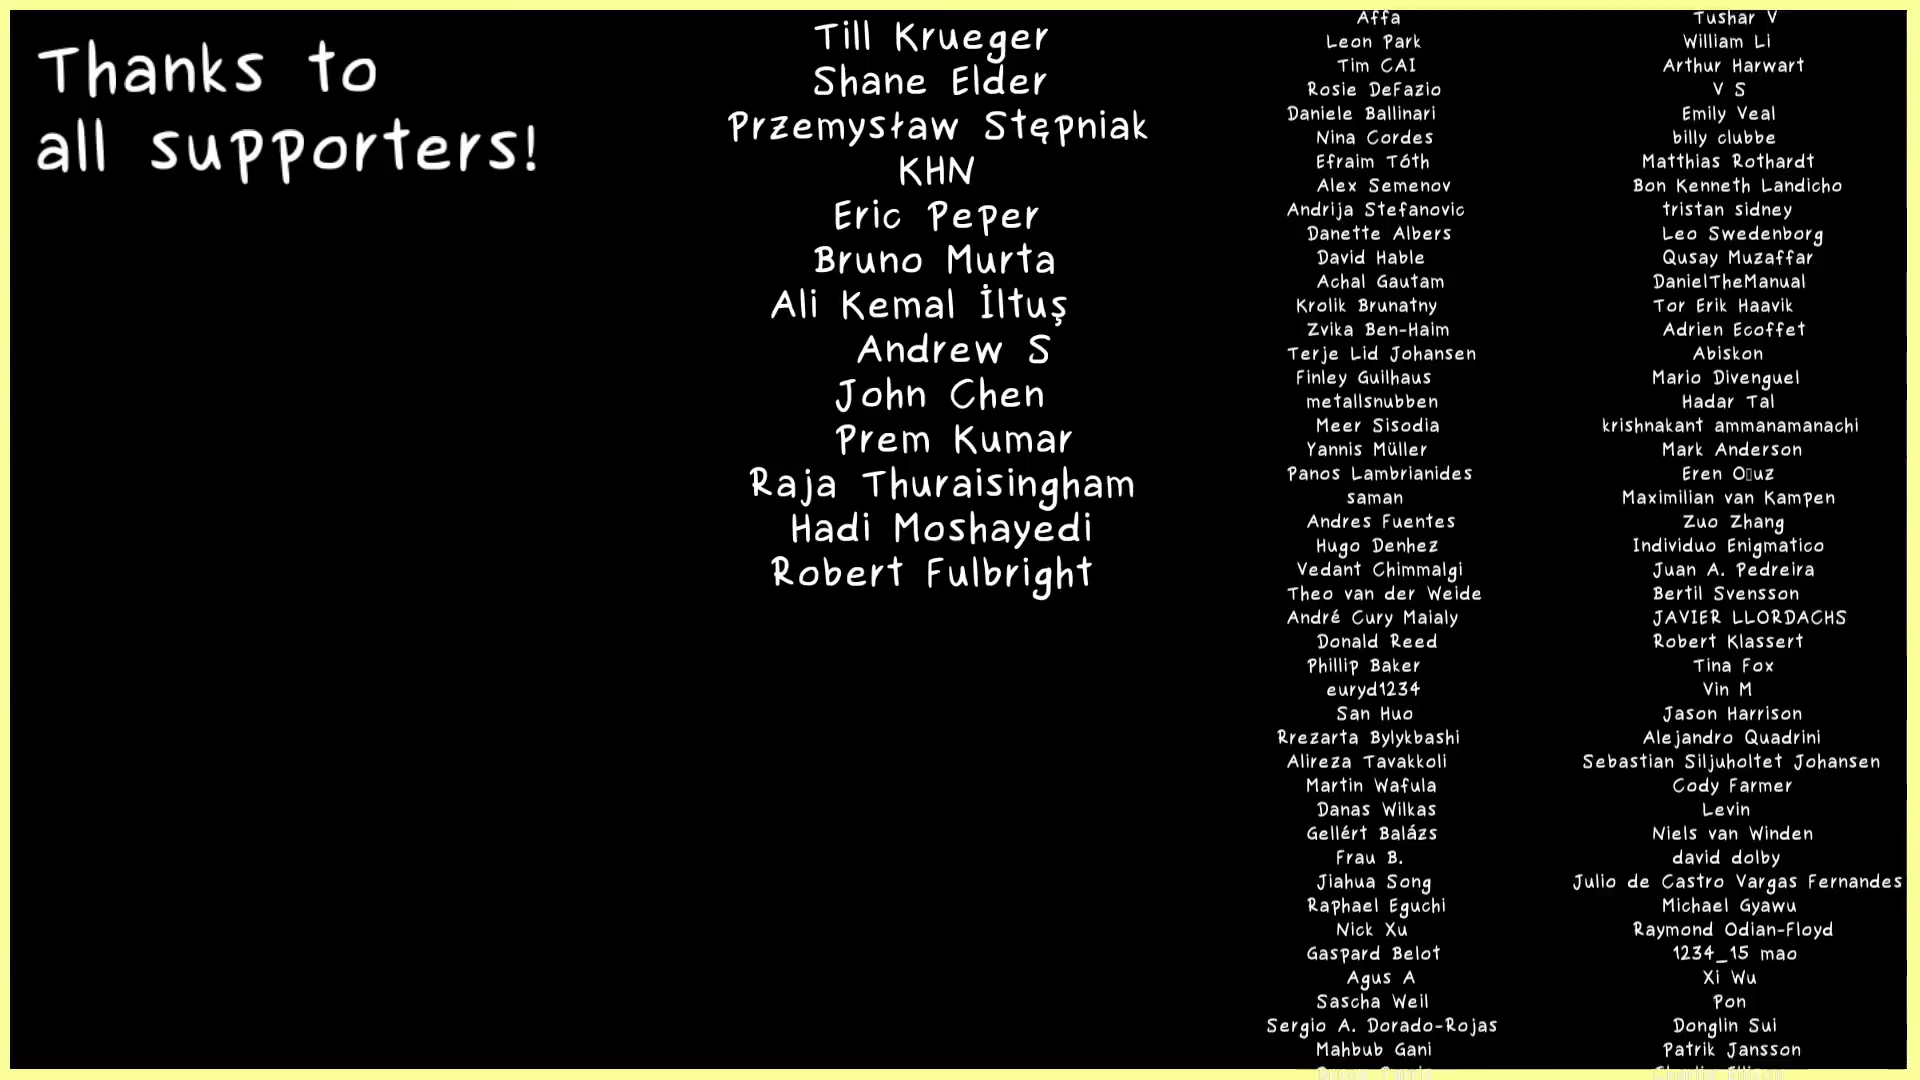 Thanks to
all supporters!
Till Krueger
Shane Elder
Przemysław Stępniak
KHN
Eric Peper
Bruno Murta
Ali Kemal İltuş
Andrew S
John Chen
Prem Kumar
Raja Thuraisingham
Hadi Moshayedi
Robert Fulbright
Affa
Leon Park
Tim CAI
Rosie DeFazio
Daniele Ballinari
Nina Cordes
Efraim Tóth
Alex Semenov
Andrija Stefanovic
Danette Albers
David Hable
Achal Gautam
Krolik Brunatny
Zvika Ben-Haim
Terje Lid Johansen
Finley Guilhaus
metallsnubben
Meer Sisodia
Yannis Müller
Panos Lambrianides
saman
Andres Fuentes
Hugo Denhez
Vedant Chimmalgi
Theo van der Weide
André Cury Maialy
Donald Reed
Phillip Baker
euryd1234
San Huo
Rrezarta Bylykbashi
Alireza Tavakkoli
Martin Wafula
Danas Wilkas
Gellért Balázs
Frau B.
Jiahua Song
Raphael Eguchi
Nick Xu
Gaspard Belot
Agus A
Sascha Weil
Sergio A. Dorado-Rojas
Mahbub Gani
Tushar V
William Li
Arthur Harwart
V S
Emily Veal
billy clubbe
Matthias Rothardt
Bon Kenneth Landicho
tristan sidney
Leo Swedenborg
Qusay Muzaffar
DanielTheManual
Tor Erik Haavik
Adrien Ecoffet
Abiskon
Mario Divenguel
Hadar Tal
krishnakant ammanamanachi
Mark Anderson
Eren O▯uz
Maximilian van Kampen
Zuo Zhang
Individuo Enigmatico
Juan A. Pedreira
Bertil Svensson
JAVIER LLORDACHS
Robert Klassert
Tina Fox
Vin M
Jason Harrison
Alejandro Quadrini
Sebastian Siljuholtet Johansen
Cody Farmer
Levin
Niels van Winden
david dolby
Julio de Castro Vargas Fernandes
Michael Gyawu
Raymond Odian-Floyd
1234_15 mao
Xi Wu
Pon
Donglin Sui
Patrik Jansson